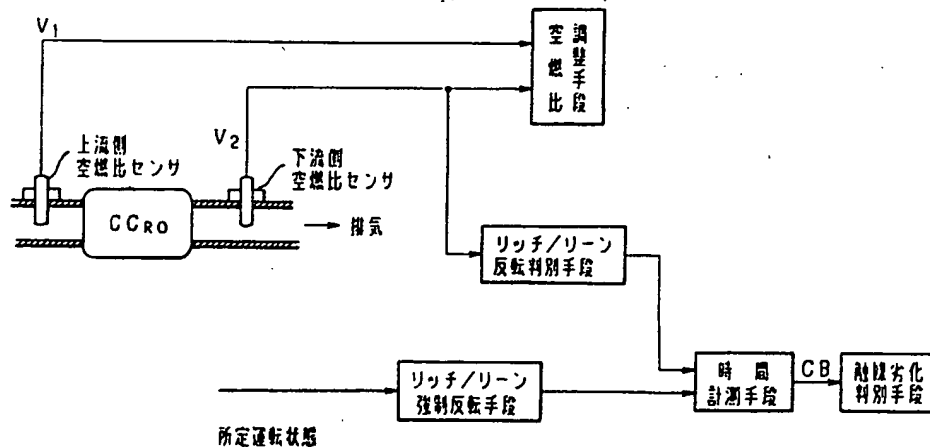 V1
空燃比
調整手段
V2
上流側
空燃比センサ
下流側
空燃比センサ
CCRO
排気
リッチ/リーン
反転判別手段
リッチ/リーン
強制反転手段
時間
計測手段
CB
触媒劣化
判別手段
所定運転状態